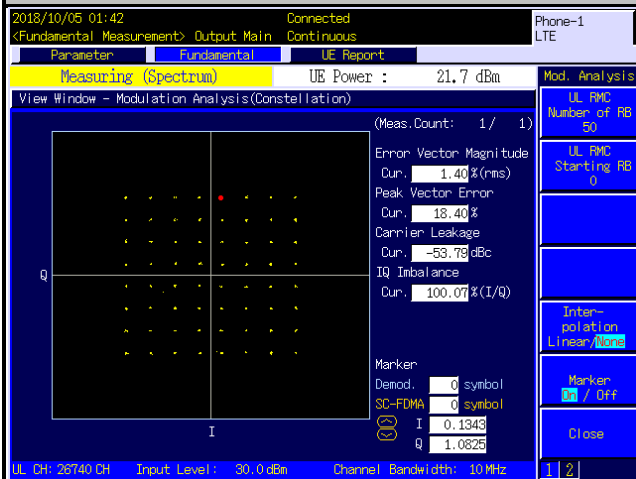 2018/10/05 01:42 Connected Phone-1
<Fundamental Measurement> Output Main Continuous LTE
Parameter Fundamental UE Report
Measuring (Spectrum) UE Power : 21.7 dBm Mod. Analysis
View Window - Modulation Analysis(Constellation)
UL RMC
Number of RB
50
(Meas.Count: 1/ 1)
Error Vector Magnitude
Cur. 1.40 %(rms)
Peak Vector Error
Cur. 18.40 %
Carrier Leakage
Cur. -53.79 dBc
IQ Imbalance
Cur. 100.07 %(I/Q)
UL RMC
Starting RB
0
Q
I
Inter-
polation
Linear/None
Marker
Demod. 0 symbol
SC-FDMA 0 symbol
I 0.1343
Q 1.0825
Marker
On / Off
Close
UL CH: 26740 CH Input Level: 30.0 dBm Channel Bandwidth: 10 MHz 1 2